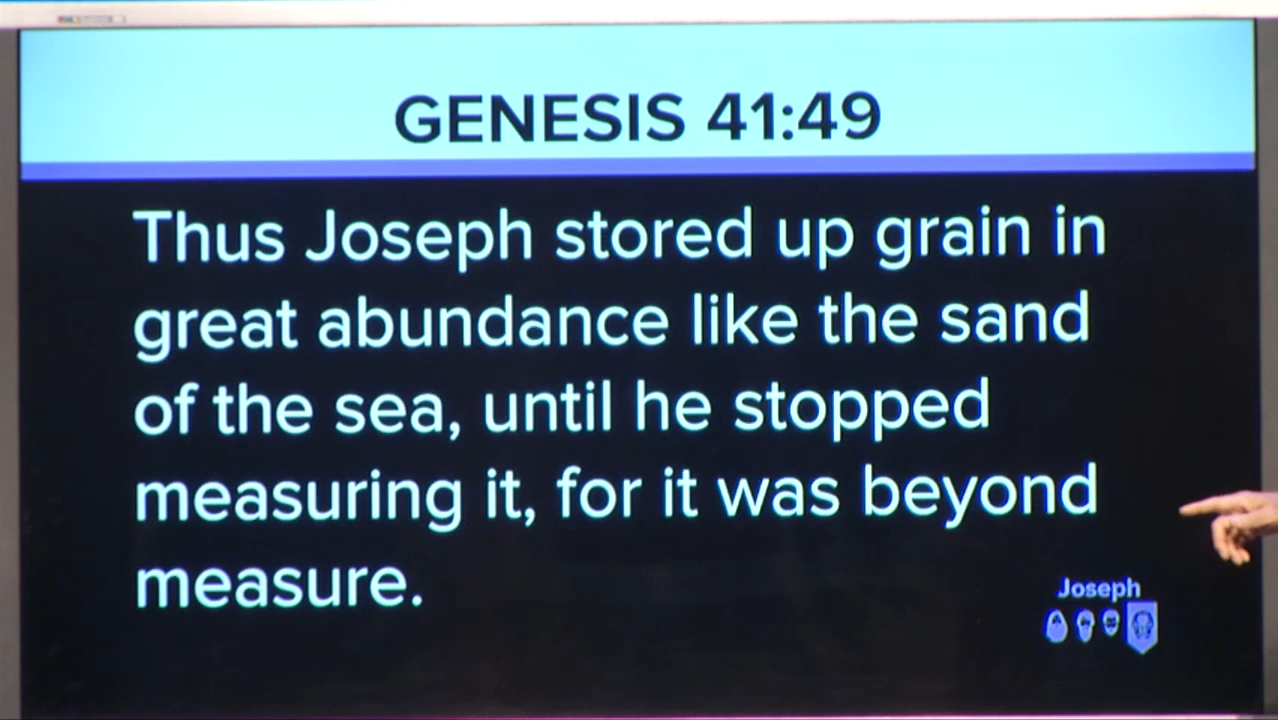 GENESIS 41:49
Thus Joseph stored up grain in
great abundance like the sand
of the sea, until he stopped
measuring it, for it was beyond
measure.
Joseph